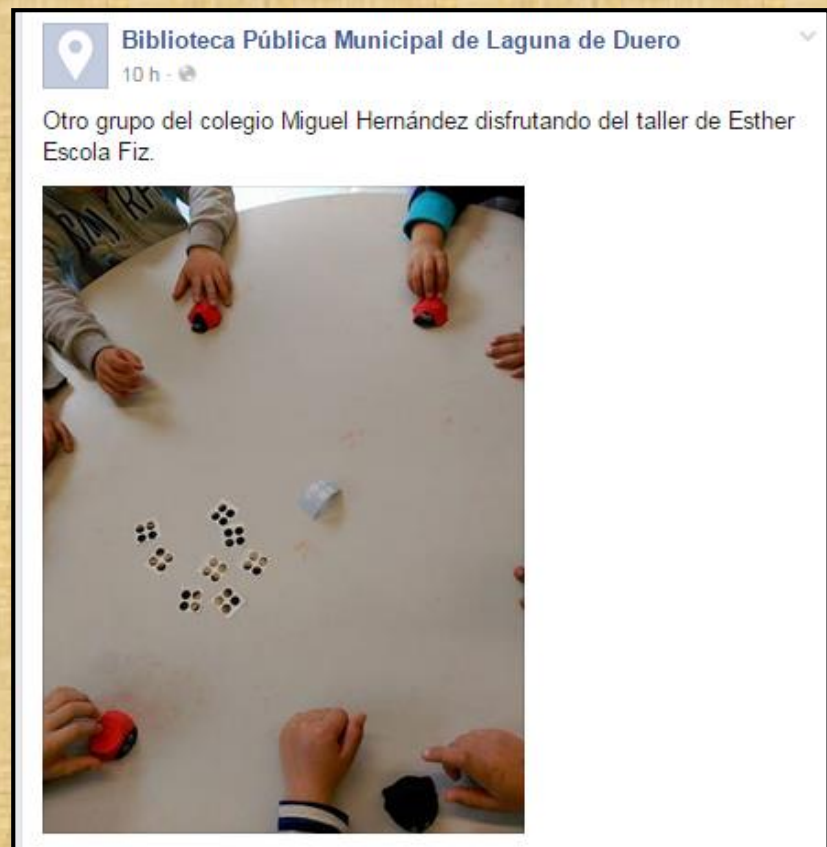 Biblioteca Pública Municipal de Laguna de Duero
10 h ·
Otro grupo del colegio Miguel Hernández disfrutando del taller de Esther
Escola Fiz.